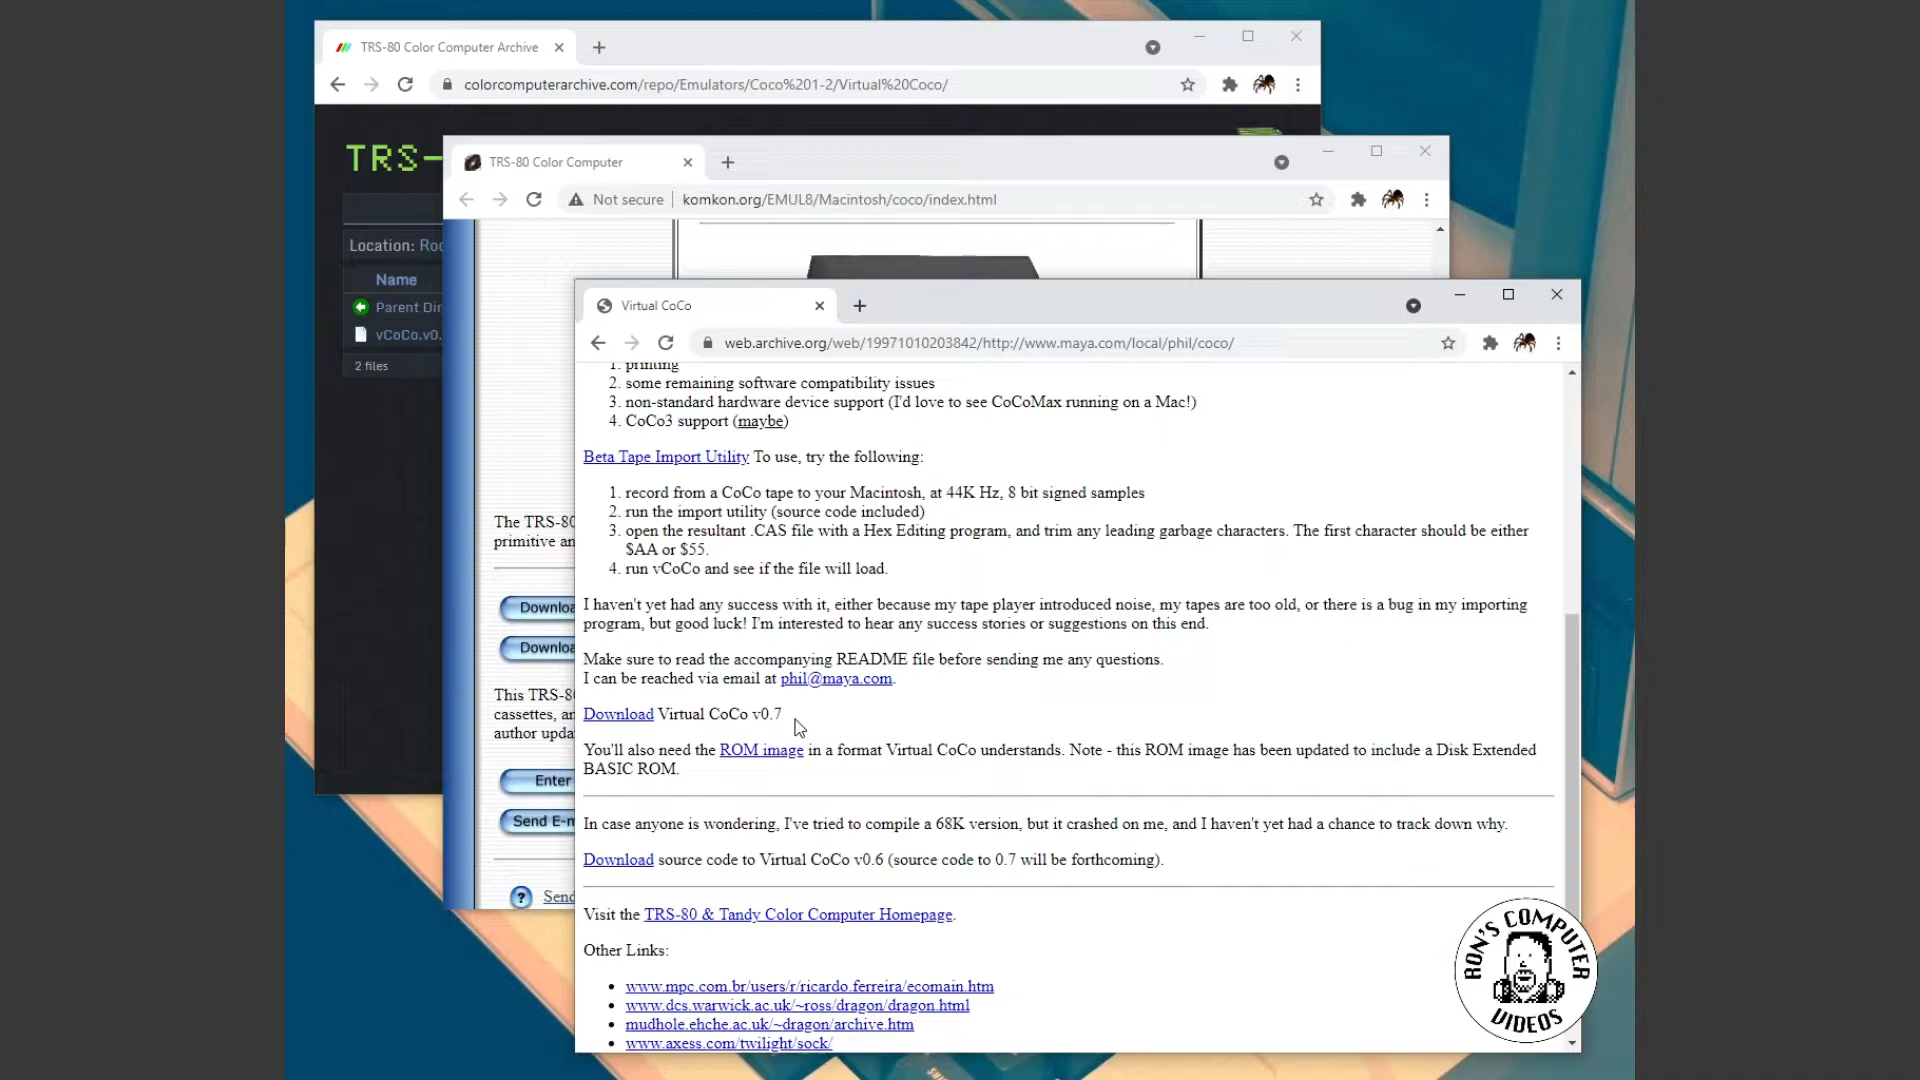 TRS-80 Color Computer Archive
colorcomputerarchive.com/repo/Emulators/Coco%201-2/Virtual%20Coco/
TRS-
Location: Roo
Name
Parent Dir
vCoCo.v0.
2 files
TRS-80 Color Computer
Not secure
komkon.org/EMUL8/Macintosh/coco/index.html
The TRS-80
primitive an
Downloa
Downloa
This TRS-8
cassettes, an
author upda
Enter
Send E-m
? Send
Virtual CoCo
web.archive.org/web/19971010203842/http://www.maya.com/local/phil/coco/
1. printing
2. some remaining software compatibility issues
3. non-standard hardware device support (I'd love to see CoCoMax running on a Mac!)
4. CoCo3 support (maybe)
Beta Tape Import Utility To use, try the following:
1. record from a CoCo tape to your Macintosh, at 44K Hz, 8 bit signed samples
2. run the import utility (source code included)
3. open the resultant .CAS file with a Hex Editing program, and trim any leading garbage characters. The first character should be either
$AA or $55.
4. run vCoCo and see if the file will load.
I haven't yet had any success with it, either because my tape player introduced noise, my tapes are too old, or there is a bug in my importing
program, but good luck! I'm interested to hear any success stories or suggestions on this end.
Make sure to read the accompanying README file before sending me any questions.
I can be reached via email at phil@maya.com.
Download Virtual CoCo v0.7
You'll also need the ROM image in a format Virtual CoCo understands. Note - this ROM image has been updated to include a Disk Extended
BASIC ROM.
In case anyone is wondering, I've tried to compile a 68K version, but it crashed on me, and I haven't yet had a chance to track down why.
Download source code to Virtual CoCo v0.6 (source code to 0.7 will be forthcoming).
Visit the TRS-80 & Tandy Color Computer Homepage.
Other Links:
• www.mpc.com.br/users/r/ricardo.ferreira/ecomain.htm
• www.dcs.warwick.ac.uk/~ross/dragon/dragon.html
• mudhole.ehche.ac.uk/~dragon/archive.htm
• www.axess.com/twilight/sock/
RON'S COMPUTER
VIDEOS